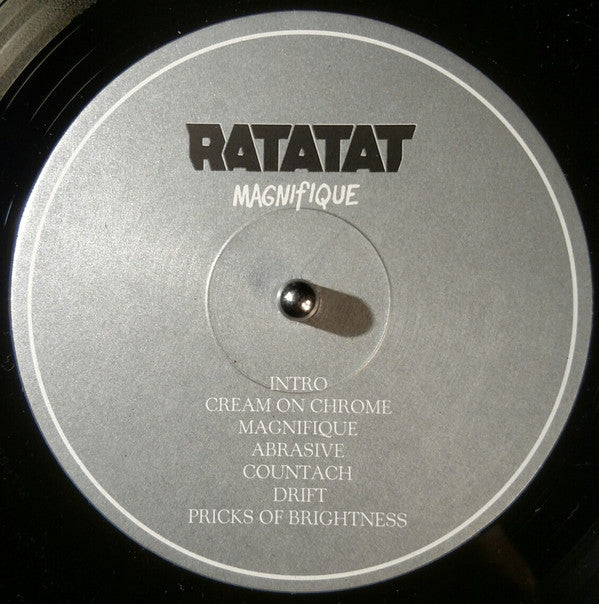 RATATAT
MAGNIfIQUE
INTRO
CREAM ON CHROME
MAGNIFIQUE
ABRASIVE
COUNTACH
DRIFT
PRICKS OF BRIGHTNESS